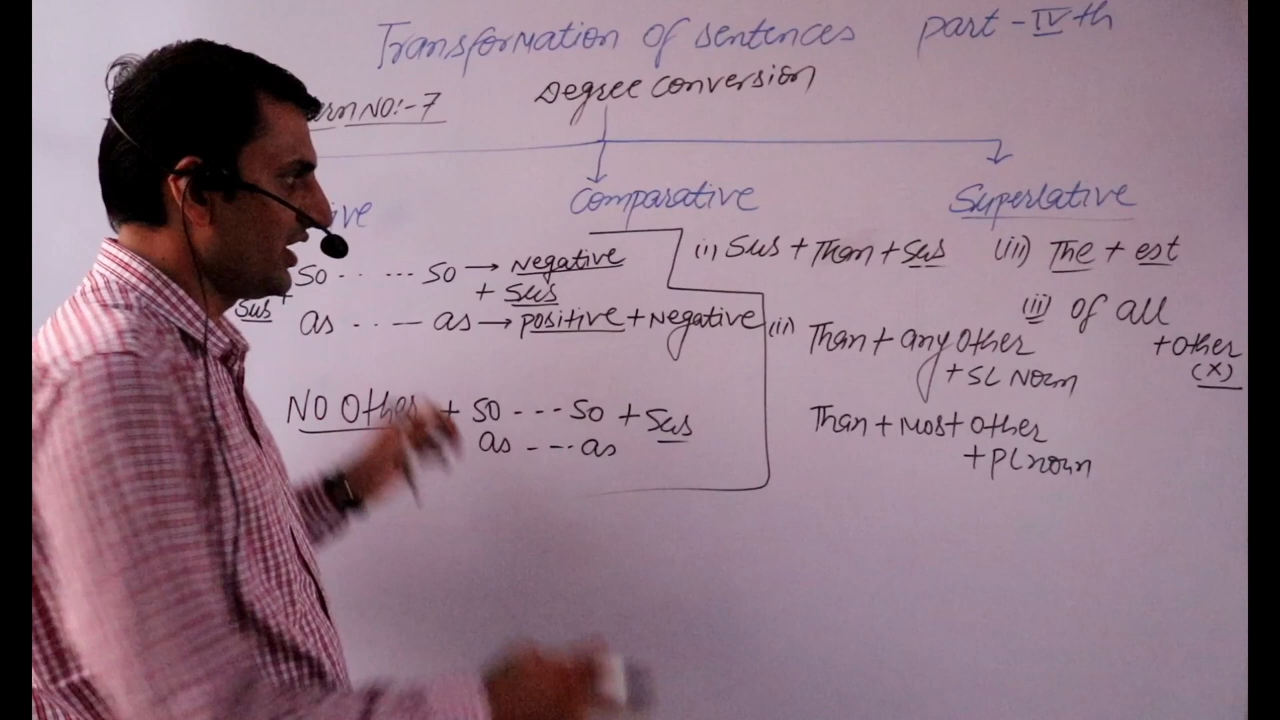 Transformation of sentences part - IVth
Degree conversion
ern NO:- 7
ive Comparative Superlative
So ..  ... So → Negative
+ Sus
Sus +
as .. — as → positive + Negative
NO Other + so --- so + Sus
as --- as
(i) Sus + Than + Sus
(ii) Than + any other
+ SL Noun
Than + Most Other
+ PL noun
(iii) The + est
(ii) of all
+ Other
(X)